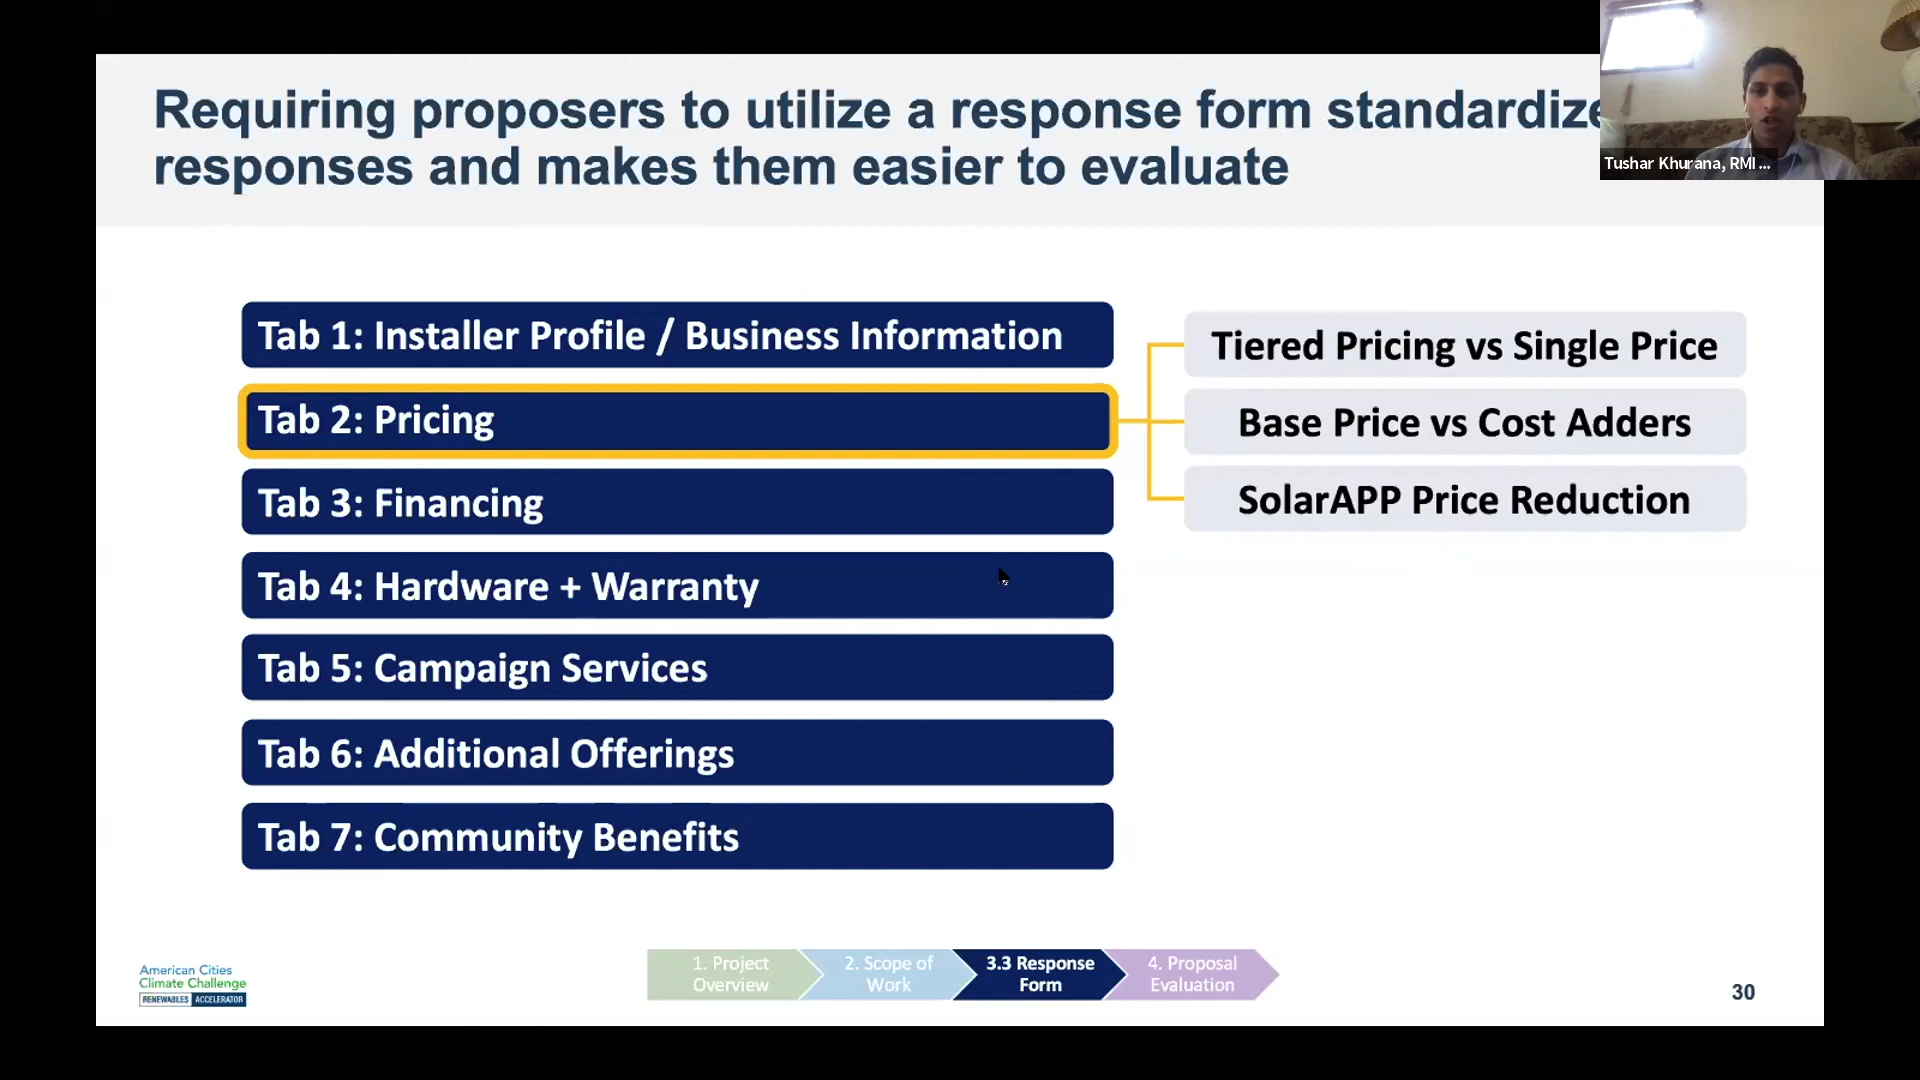 Requiring proposers to utilize a response form standardize
responses and makes them easier to evaluate
Tushar Khurana, RMI ...
Tab 1: Installer Profile / Business Information
Tab 2: Pricing
Tab 3: Financing
Tab 4: Hardware + Warranty
Tab 5: Campaign Services
Tab 6: Additional Offerings
Tab 7: Community Benefits
Tiered Pricing vs Single Price
Base Price vs Cost Adders
SolarAPP Price Reduction
American Cities
Climate Challenge
RENEWABLES ACCELERATOR
1. Project
Overview
2. Scope of
Work
3.3 Response
Form
4. Proposal
Evaluation
30